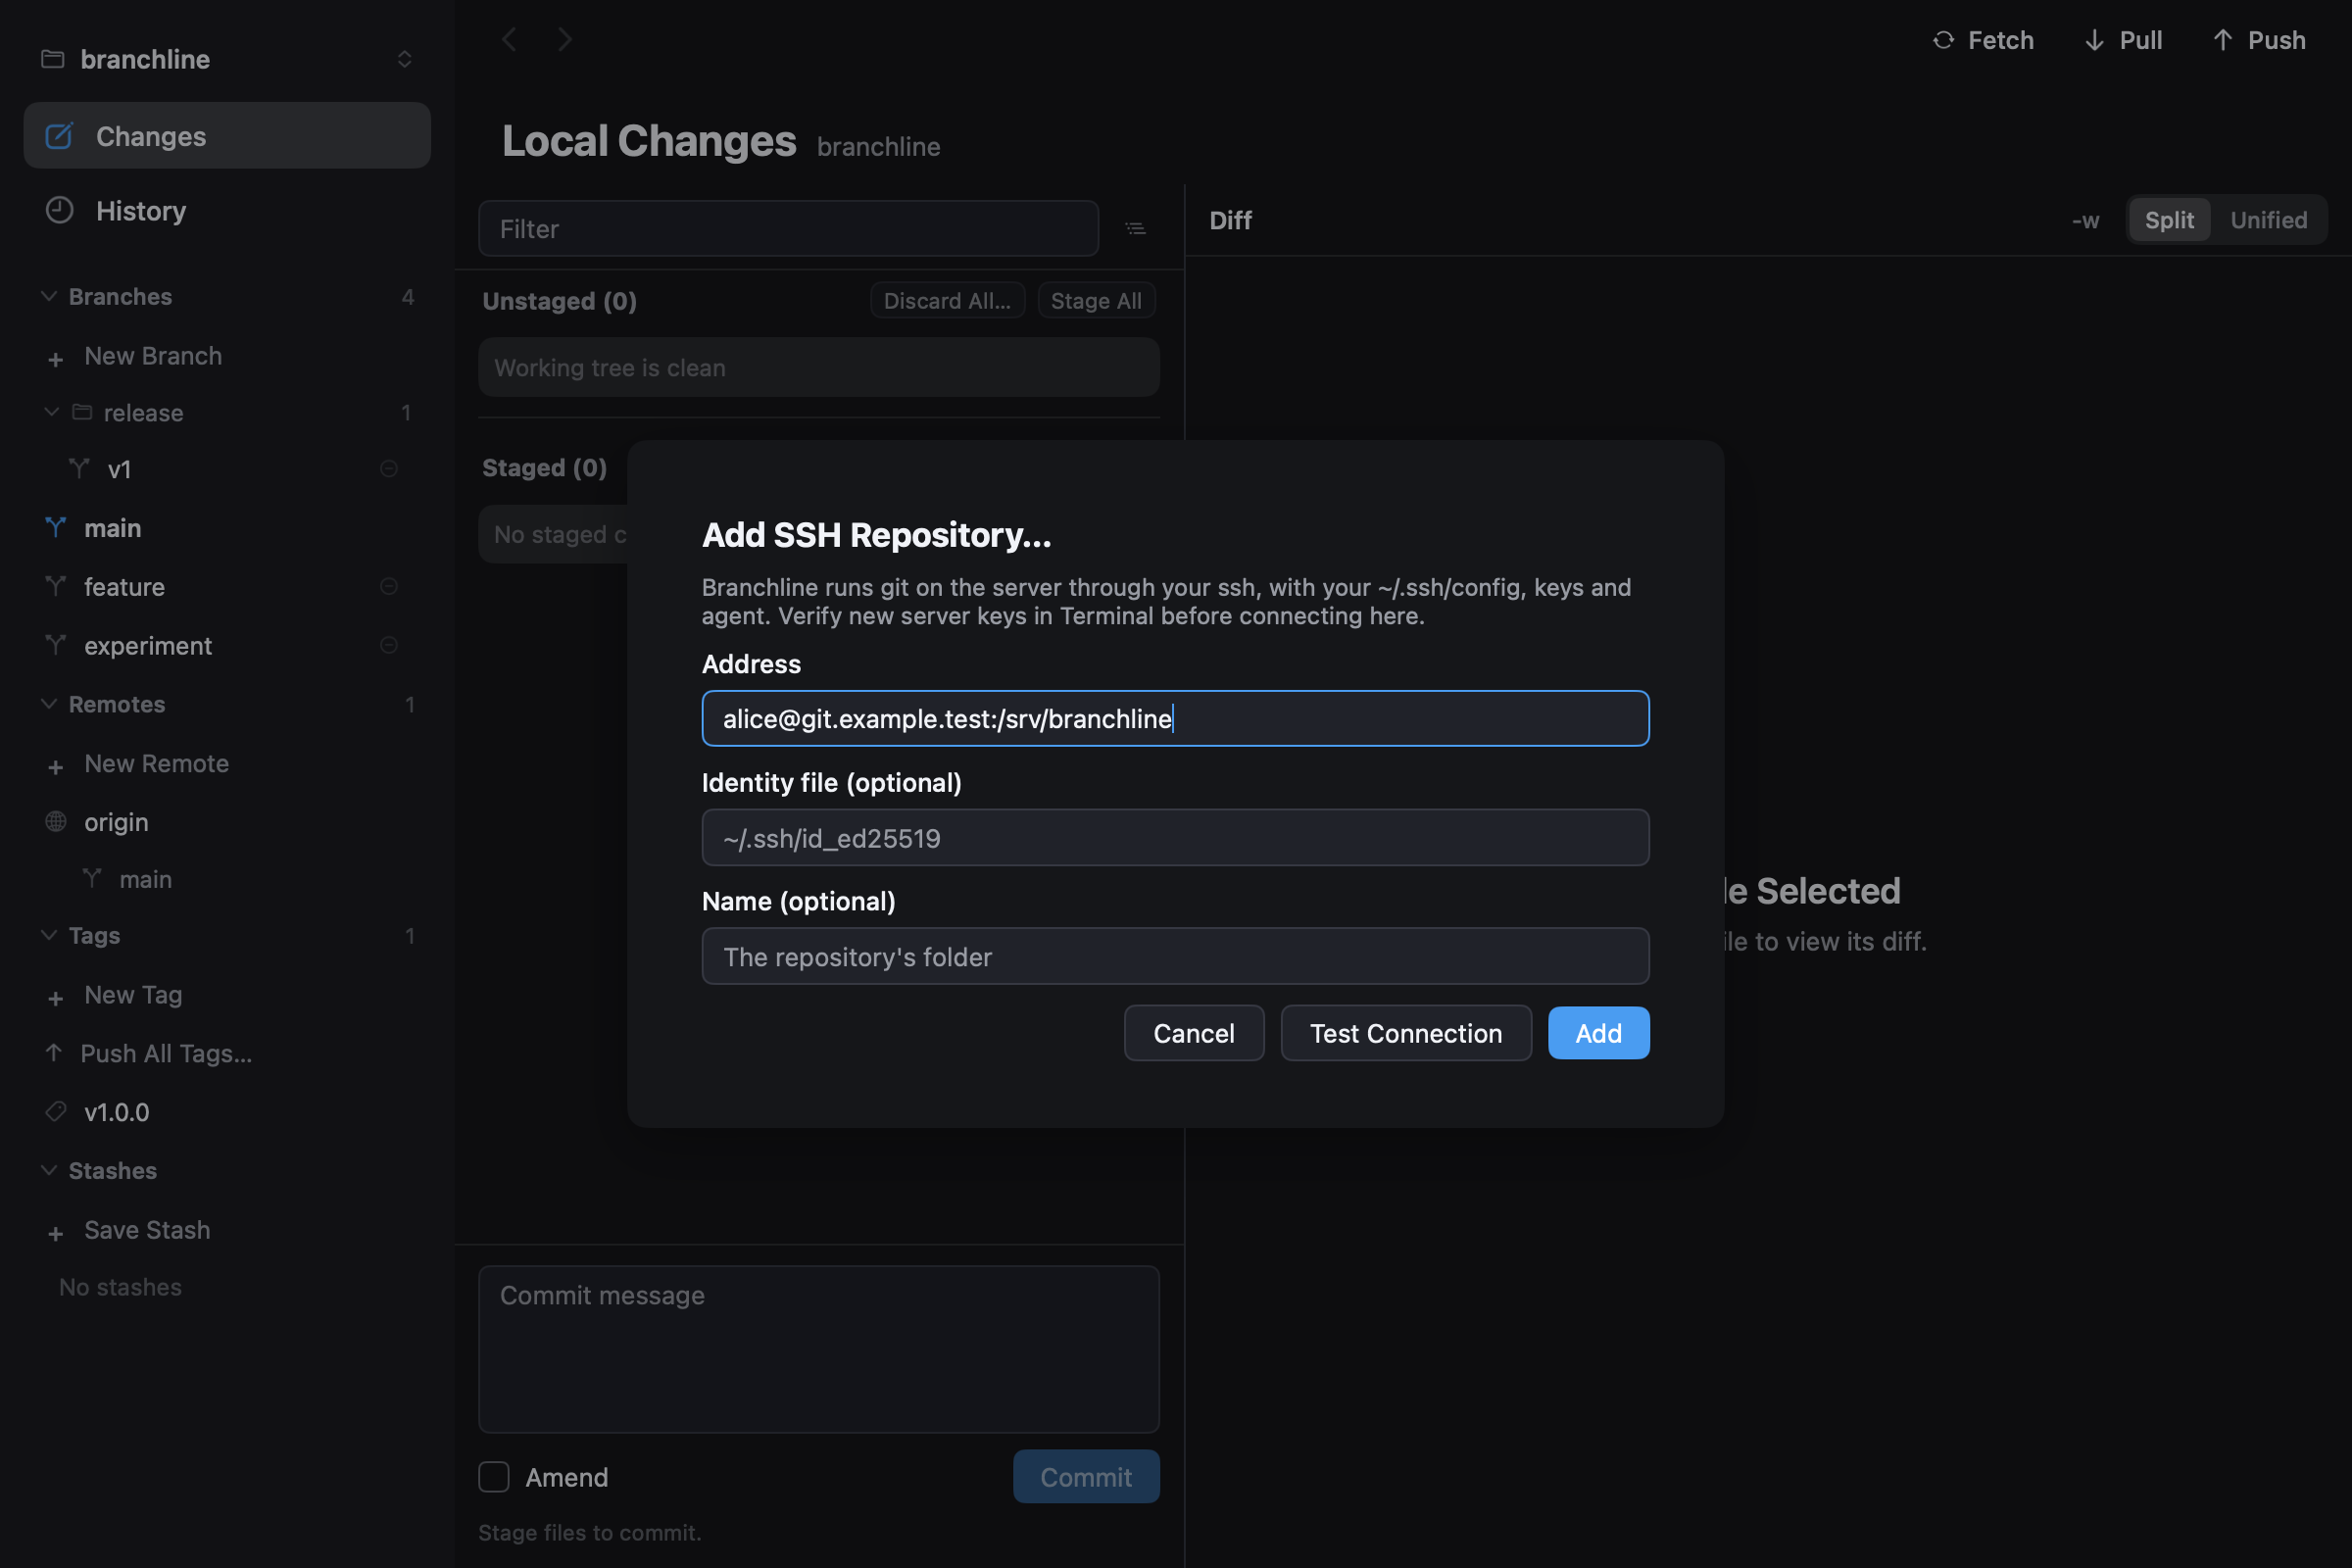 branchline
Changes
History
Branches 4
New Branch
release 1
v1
main
feature
experiment
Remotes 1
New Remote
origin
main
Tags 1
New Tag
Push All Tags...
v1.0.0
Stashes
Save Stash
No stashes
Fetch Pull Push
Local Changes branchline
Filter
Unstaged (0) Discard All... Stage All
Working tree is clean
Staged (0)
No staged c
Diff -w Split Unified
le Selected
ile to view its diff.
Add SSH Repository...
Branchline runs git on the server through your ssh, with your ~/.ssh/config, keys and
agent. Verify new server keys in Terminal before connecting here.
Address
alice@git.example.test:/srv/branchline
Identity file (optional)
~/.ssh/id_ed25519
Name (optional)
The repository's folder
Cancel Test Connection Add
Commit message
Amend Commit
Stage files to commit.